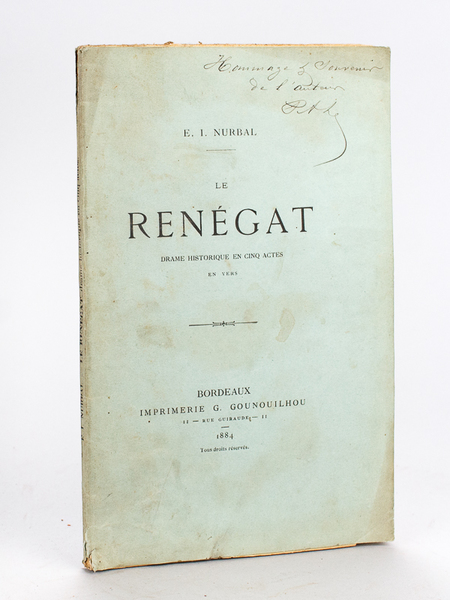 Hommage & Souvenir
de l'auteur
E. I. NURBAL
LE
RENÉGAT
DRAME HISTORIQUE EN CINQ ACTES
EN VERS
BORDEAUX
IMPRIMERIE G. GOUNOUILHOU
11 — RUE GUIRAUDE — 11
1884
Tous droits réservés.